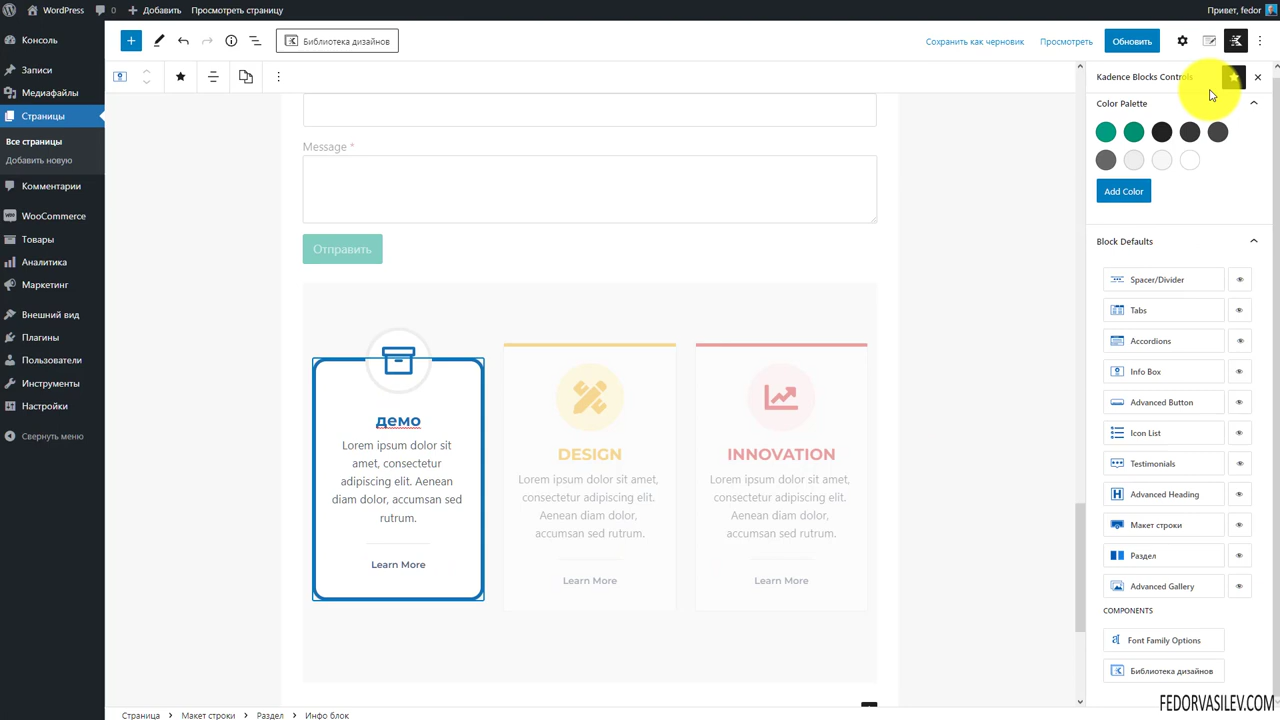 WordPress
0
Добавить
Просмотреть страницу
Привет, fedor
Консоль
Записи
Медиафайлы
Страницы
Все страницы
Добавить новую
Комментарии
WooCommerce
Товары
Аналитика
Маркетинг
Внешний вид
Плагины
Пользователи
Инструменты
Настройки
Свернуть меню
Библиотека дизайнов
Сохранить как черновик
Просмотреть
Обновить
Message *
Отправить
демо
Lorem ipsum dolor sit
amet, consectetur
adipiscing elit. Aenean
diam dolor, accumsan sed
rutrum.
Learn More
DESIGN
Lorem ipsum dolor sit amet,
consectetur adipiscing elit.
Aenean diam dolor,
accumsan sed rutrum.
Learn More
INNOVATION
Lorem ipsum dolor sit amet,
consectetur adipiscing elit.
Aenean diam dolor,
accumsan sed rutrum.
Learn More
Страница
Макет строки
Раздел
Инфо блок
Kadence Blocks Controls
Color Palette
Add Color
Block Defaults
Spacer/Divider
Tabs
Accordions
Info Box
Advanced Button
Icon List
Testimonials
Advanced Heading
Макет строки
Раздел
Advanced Gallery
COMPONENTS
Font Family Options
Библиотека дизайнов
FEDORVASILEV.COM